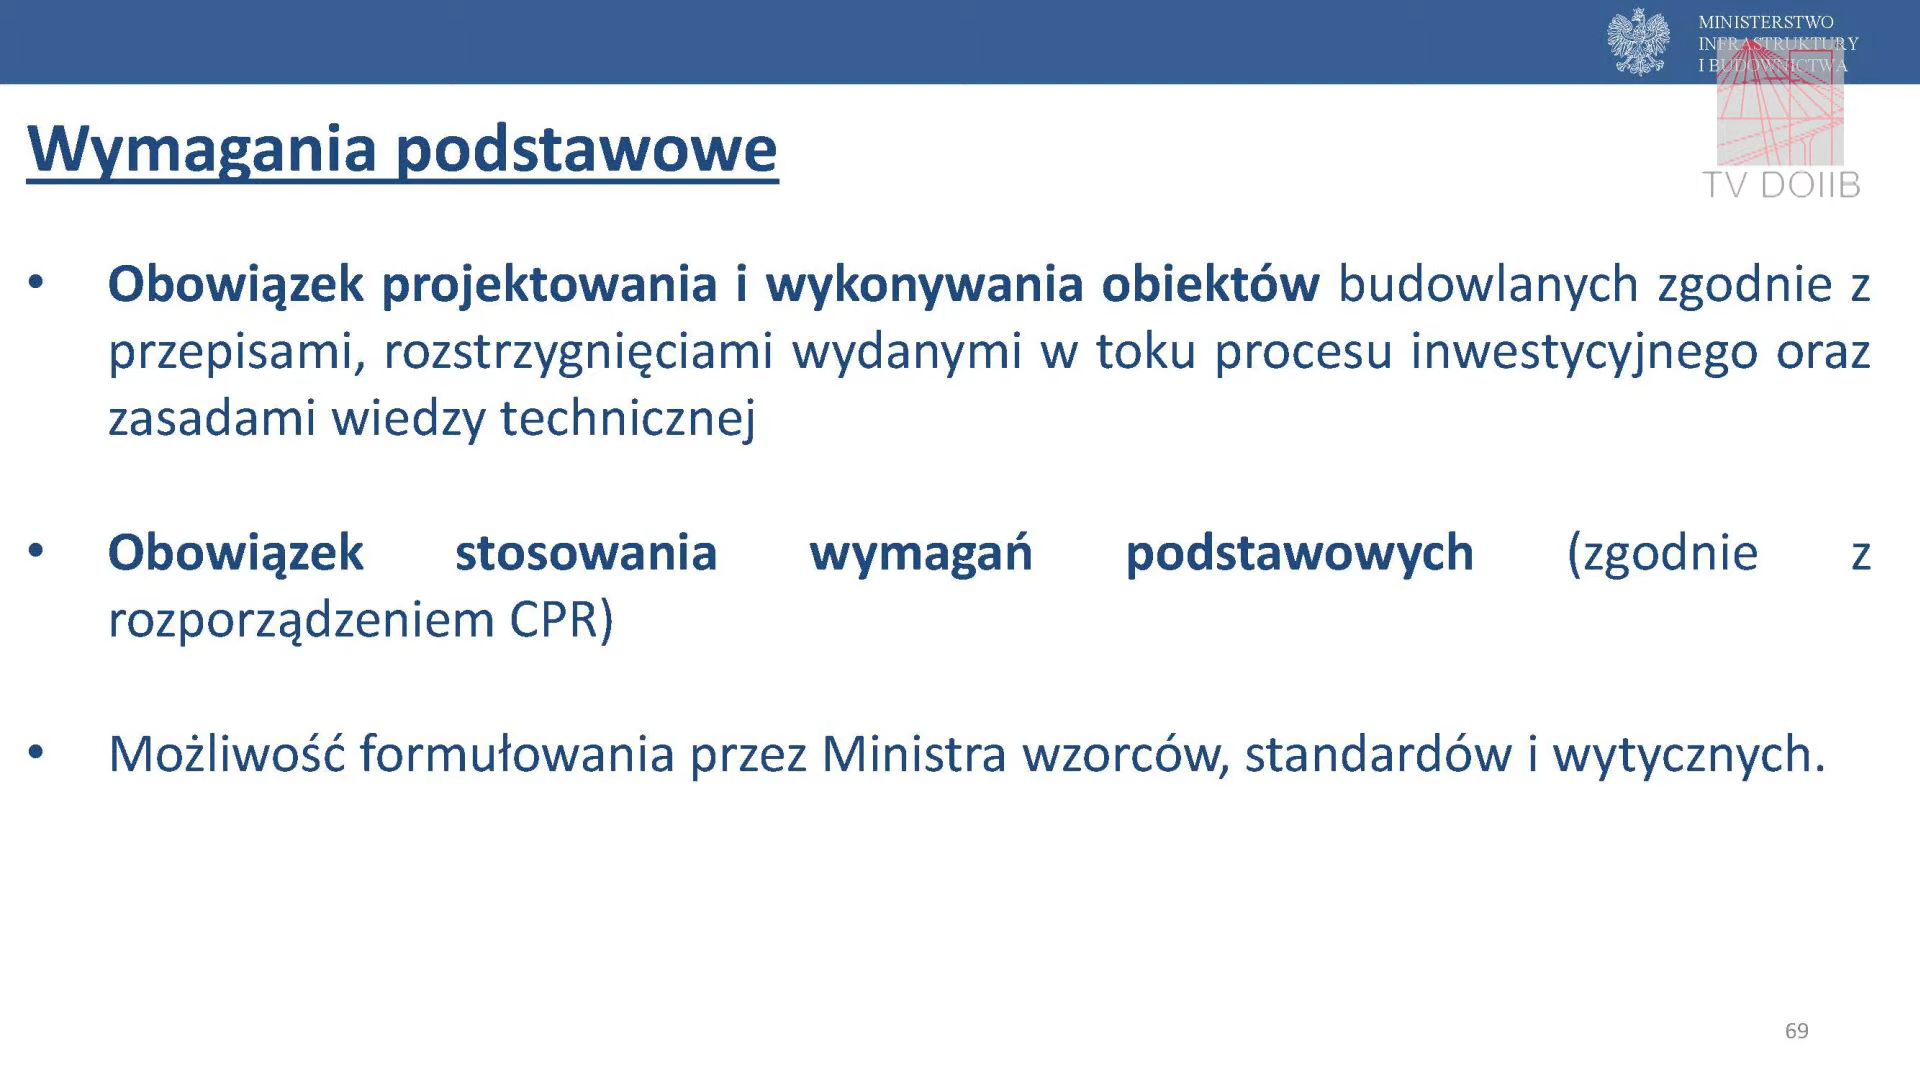 MINISTERSTWO
INFRASTRUKTURY
I BUDOWNICTWA
TV DOIIB
Wymagania podstawowe
• Obowiązek projektowania i wykonywania obiektów budowlanych zgodnie z
przepisami, rozstrzygnięciami wydanymi w toku procesu inwestycyjnego oraz
zasadami wiedzy technicznej
• Obowiązek stosowania wymagań podstawowych (zgodnie z
rozporządzeniem CPR)
• Możliwość formułowania przez Ministra wzorców, standardów i wytycznych.
69